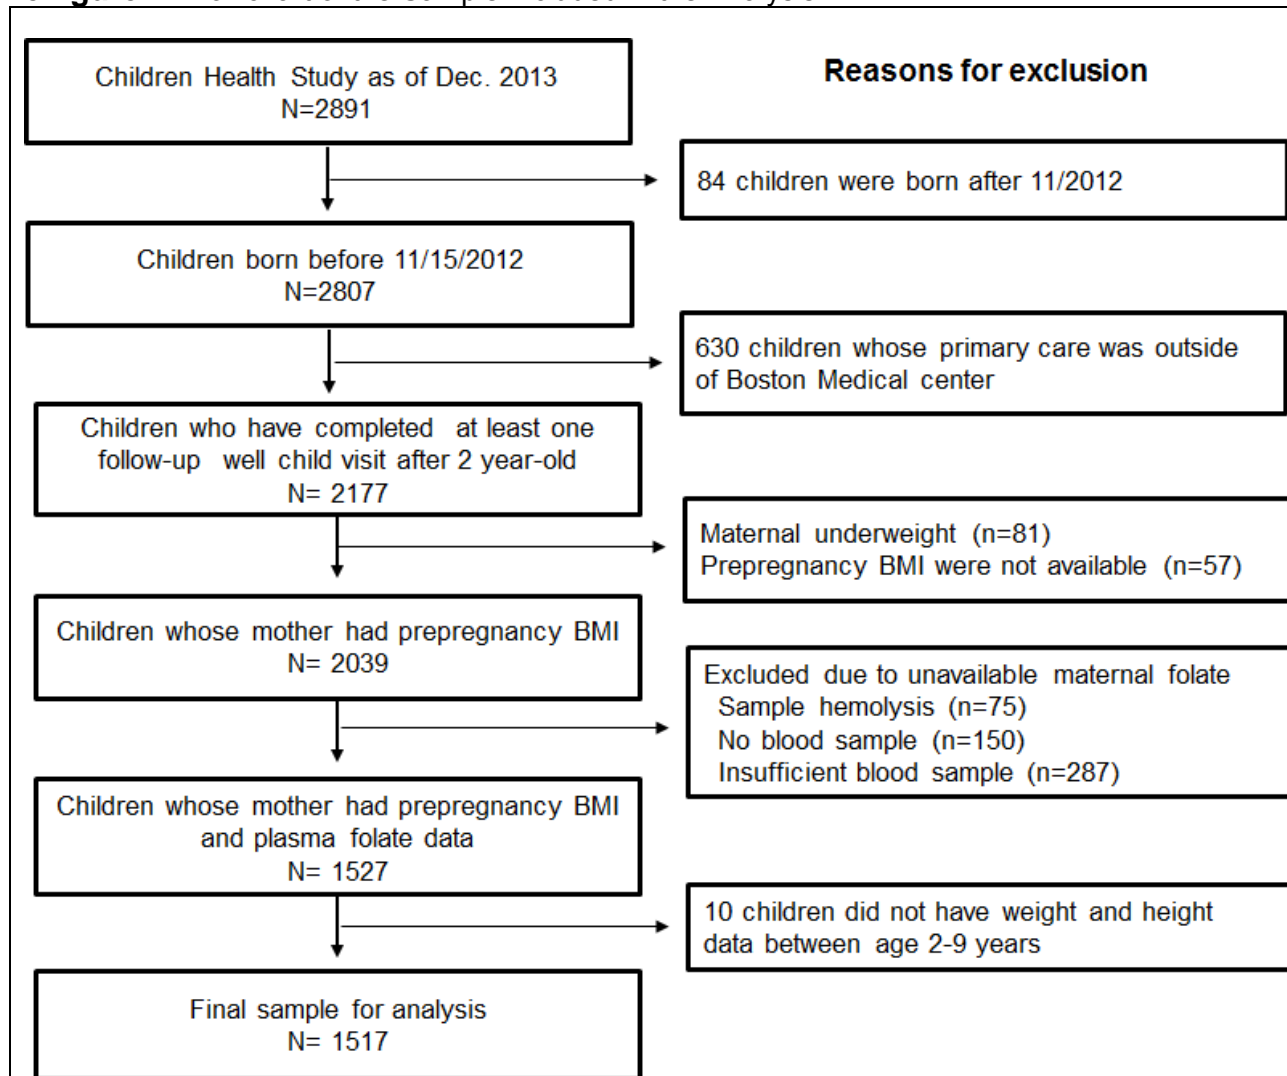 Children Health Study as of Dec. 2013
N=2891
Reasons for exclusion
84 children were born after 11/2012
Children born before 11/15/2012
N=2807
630 children whose primary care was outside
of Boston Medical center
Children who have completed at least one
follow-up well child visit after 2 year-old
N= 2177
Maternal underweight (n=81)
Prepregnancy BMI were not available (n=57)
Children whose mother had prepregnancy BMI
N= 2039
Excluded due to unavailable maternal folate
Sample hemolysis (n=75)
No blood sample (n=150)
Insufficient blood sample (n=287)
Children whose mother had prepregnancy BMI
and plasma folate data
N= 1527
10 children did not have weight and height
data between age 2-9 years
Final sample for analysis
N= 1517